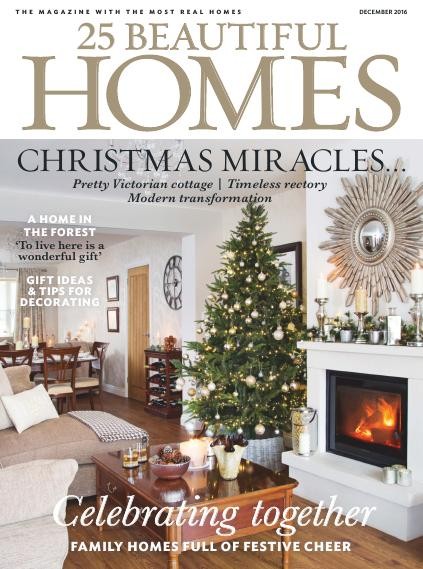 THE MAGAZINE WITH THE MOST REAL HOMES
DECEMBER 2016
25 BEAUTIFUL
HOMES
CHRISTMAS MIRACLES...
Pretty Victorian cottage | Timeless rectory
Modern transformation
A HOME IN
THE FOREST
'To live here is a
wonderful gift'
GIFT IDEAS
& TIPS FOR
DECORATING
Celebrating together
FAMILY HOMES FULL OF FESTIVE CHEER